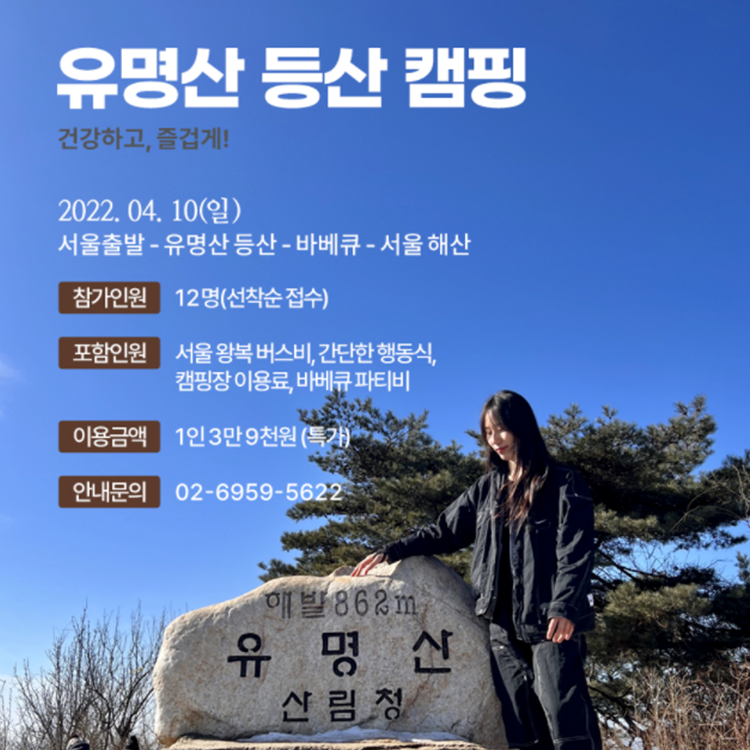 유명산 등산 캠핑
건강하고, 즐겁게!
2022. 04. 10(일)
서울출발 - 유명산 등산 - 바베큐 - 서울 해산
참가인원 12명(선착순 접수)
포함인원 서울 왕복 버스비, 간단한 행동식,
캠핑장 이용료, 바베큐 파티비
이용금액 1인 3만 9천원 (특가)
안내문의 02-6959-5622
해발862m
유명산
산림청